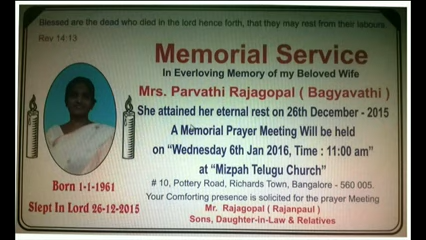 Blessed are the dead who died in the lord hence forth, that they may rest from their labours.
Rev 14:13
Memorial Service
In Everloving Memory of my Beloved Wife
Mrs. Parvathi Rajagopal ( Bagyavathi )
She attained her eternal rest on 26th December - 2015
A Memorial Prayer Meeting Will be held
on "Wednesday 6th Jan 2016, Time : 11:00 am"
at "Mizpah Telugu Church"
# 10, Pottery Road, Richards Town, Bangalore - 560 005.
Your Comforting presence is solicited for the prayer Meeting
Born 1-1-1961
Slept In Lord 26-12-2015
Mr. Rajagopal ( Rajanpaul )
Sons, Daughter-in-Law & Relatives